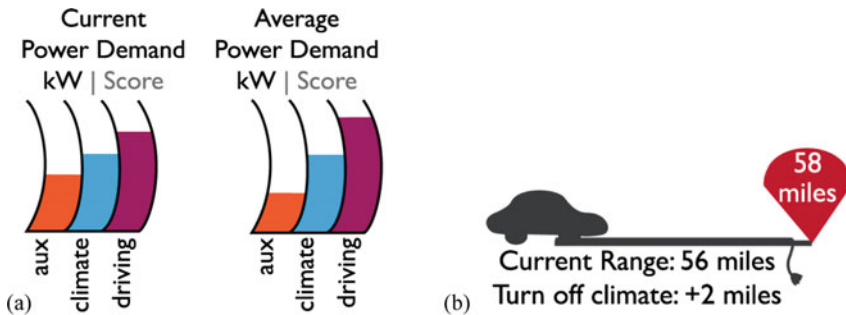 Current
Power Demand
kW | Score
aux
climate
driving
(a)
Average
Power Demand
kW | Score
aux
climate
driving
58
miles
Current Range: 56 miles
Turn off climate: +2 miles
(b)